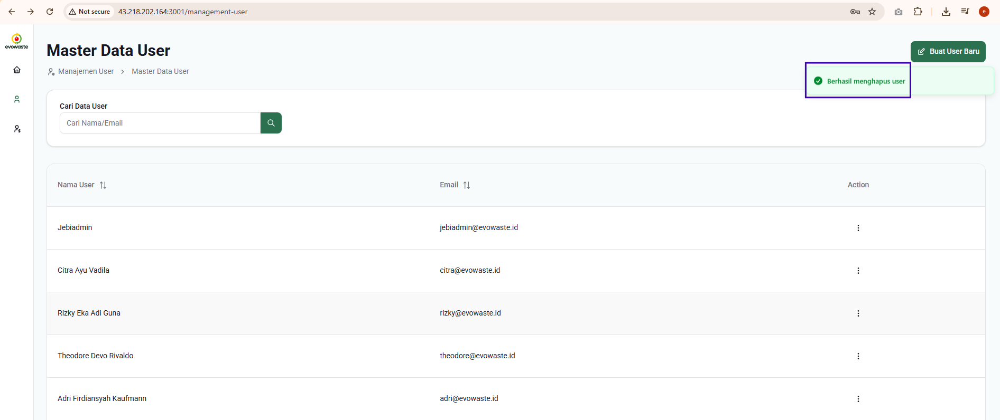 Not secure
43.218.202.164:3001/management-user
e
evowaste
Master Data User
Buat User Baru
Manajemen User
Master Data User
Berhasil menghapus user
Cari Data User
Cari Nama/Email
Nama User
Email
Action
Jebiadmin
jebiadmin@evowaste.id
Citra Ayu Vadila
citra@evowaste.id
Rizky Eka Adi Guna
rizky@evowaste.id
Theodore Devo Rivaldo
theodore@evowaste.id
Adri Firdiansyah Kaufmann
adri@evowaste.id